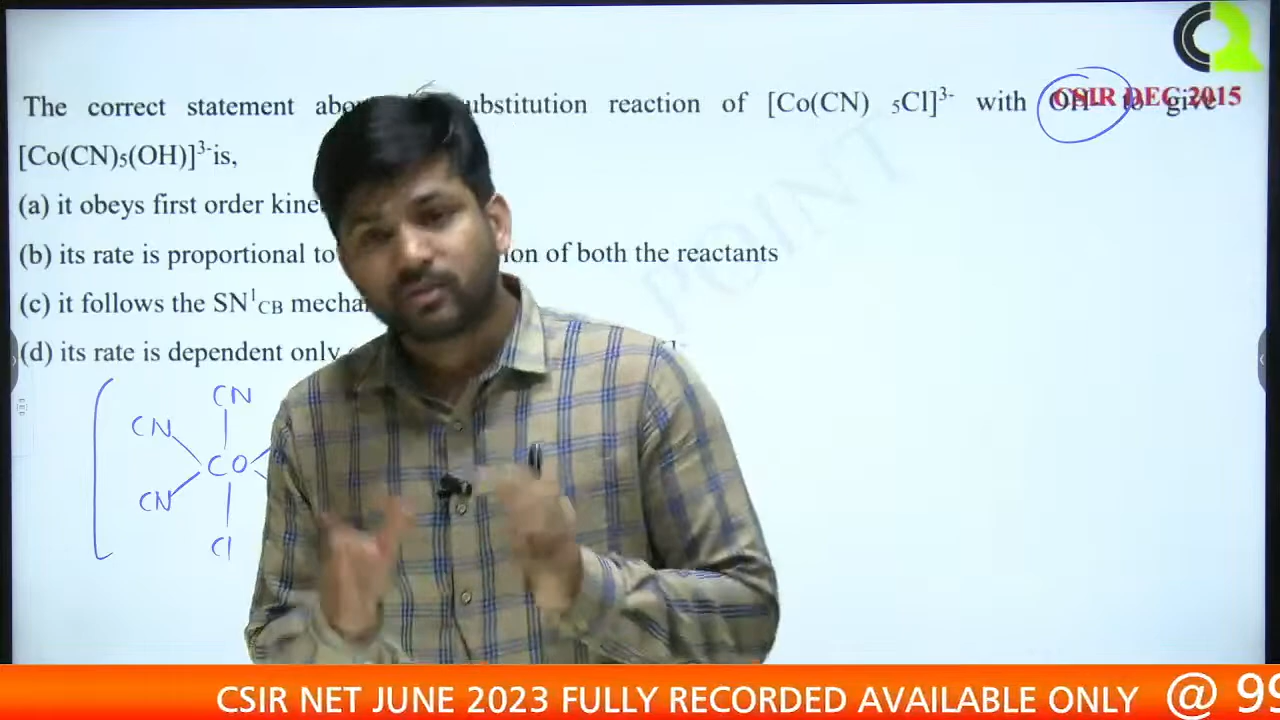 The correct statement abo ubstitution reaction of [Co(CN) 5Cl]3- with OH- to give
CSIR DEC 2015
[Co(CN)5(OH)]3-is,
(a) it obeys first order kine
(b) its rate is proportional to ion of both the reactants
(c) it follows the SN1CB mecha
(d) its rate is dependent only
CN
CN
CO
CN
Cl
POINT
CSIR NET JUNE 2023 FULLY RECORDED AVAILABLE ONLY @ 99